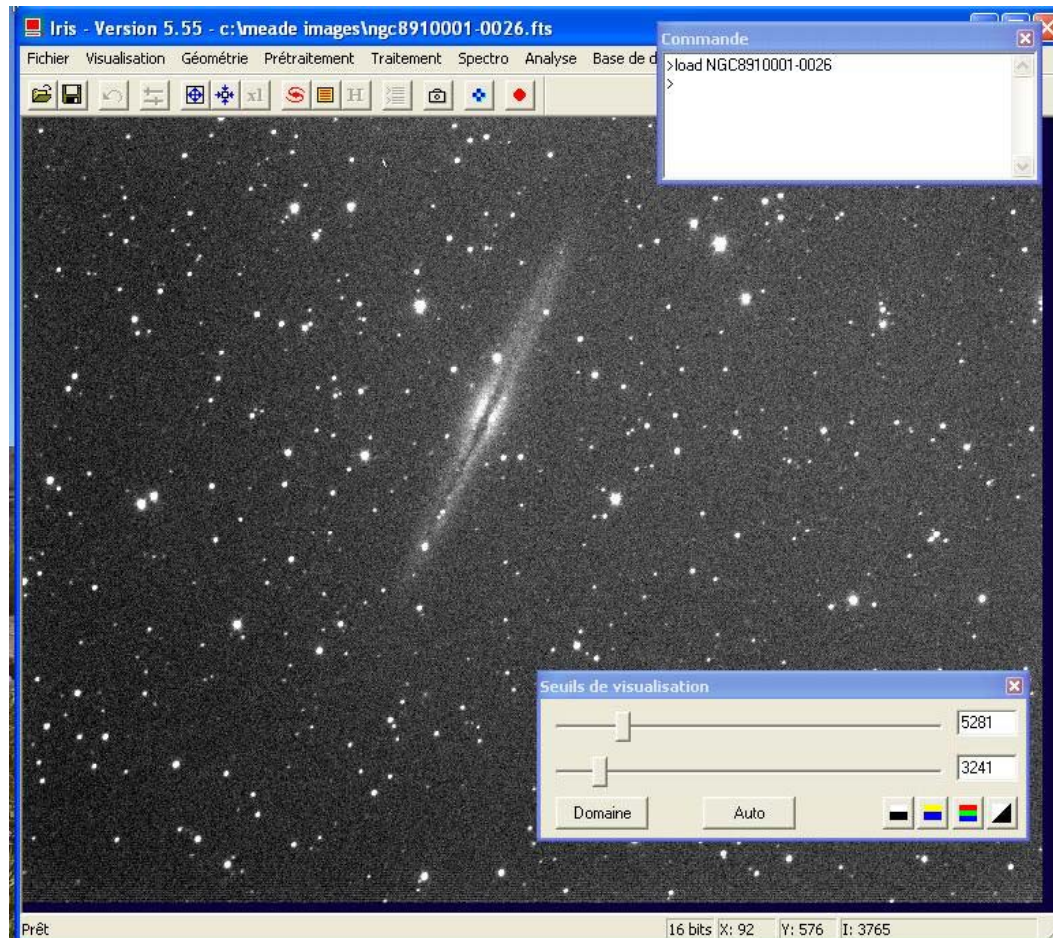 Iris - Version 5.55 - c:\meade images\ngc8910001-0026.fts
Fichier Visualisation Géométrie Prétraitement Traitement Spectro Analyse Base de d
x1 H
Commande
>load NGC8910001-0026
>
Seuils de visualisation
5281
3241
Domaine Auto
Prêt 16 bits X: 92 Y: 576 I: 3765